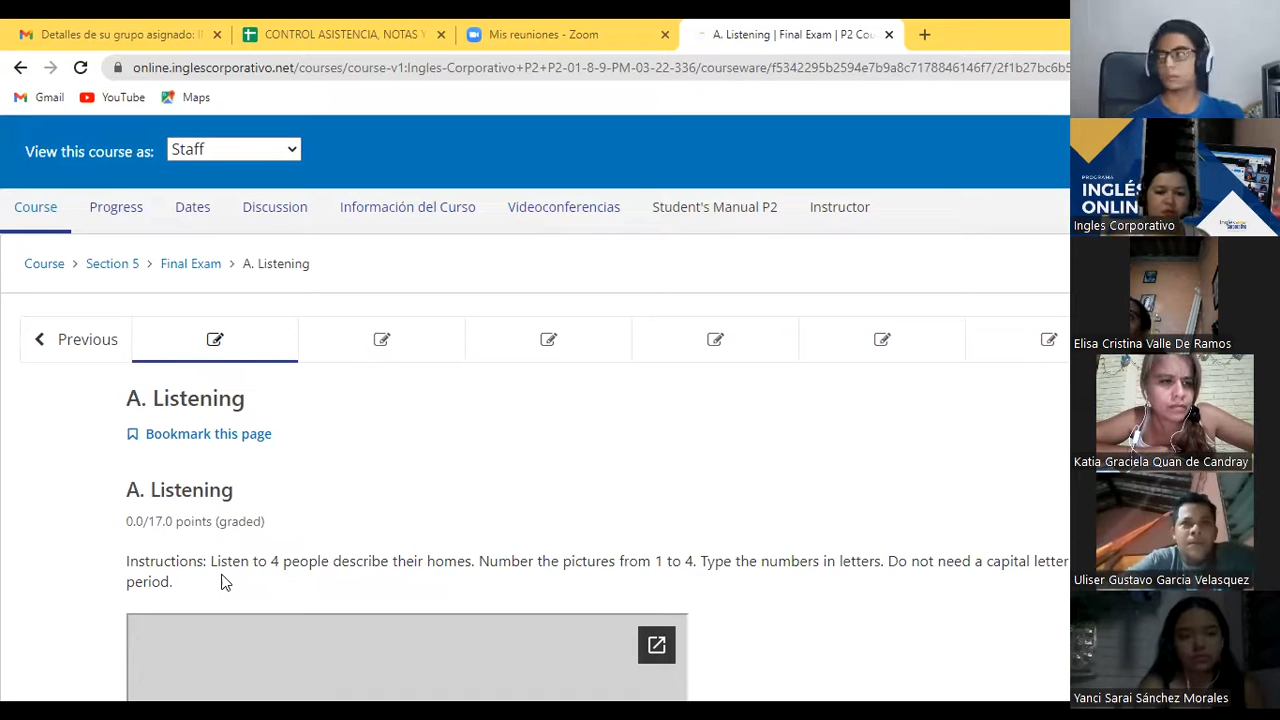 Detalles de su grupo asignado: I
CONTROL ASISTENCIA, NOTAS Y
Mis reuniones - Zoom
A. Listening | Final Exam | P2 Cou
online.inglescorporativo.net/courses/course-v1:Ingles-Corporativo+P2+P2-01-8-9-PM-03-22-336/courseware/f5342295b2594e7b9a8c7178846146f7/2f1b27bc6b5
Gmail
YouTube
Maps
View this course as:
Staff
Course
Progress
Dates
Discussion
Información del Curso
Videoconferencias
Student's Manual P2
Instructor
Course > Section 5 > Final Exam > A. Listening
Previous
A. Listening
Bookmark this page
A. Listening
0.0/17.0 points (graded)
Instructions: Listen to 4 people describe their homes. Number the pictures from 1 to 4. Type the numbers in letters. Do not need a capital letter
period.
PROGRAMA
INGLÉS
ONLIN
Ingles Corporativo
Elisa Cristina Valle De Ramos
Katia Graciela Quan de Candray
Uliser Gustavo Garcia Velasquez
Yanci Sarai Sánchez Morales